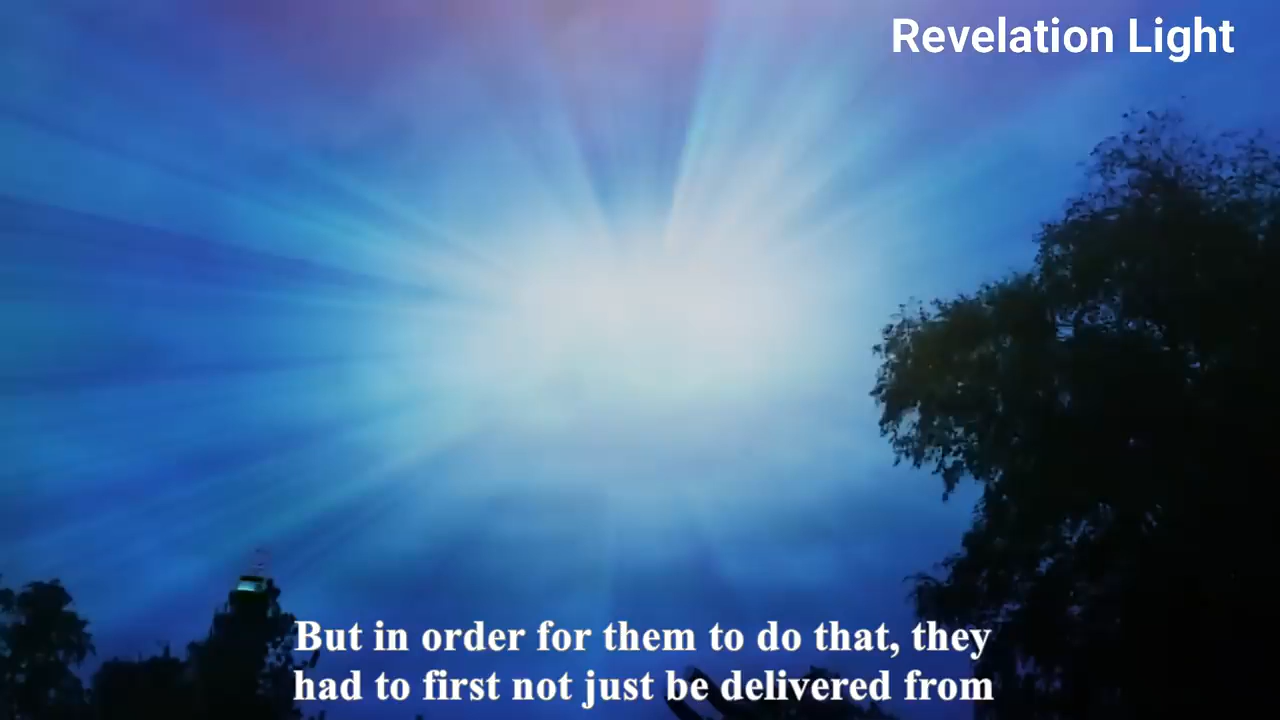 Revelation Light
But in order for them to do that, they
had to first not just be delivered from